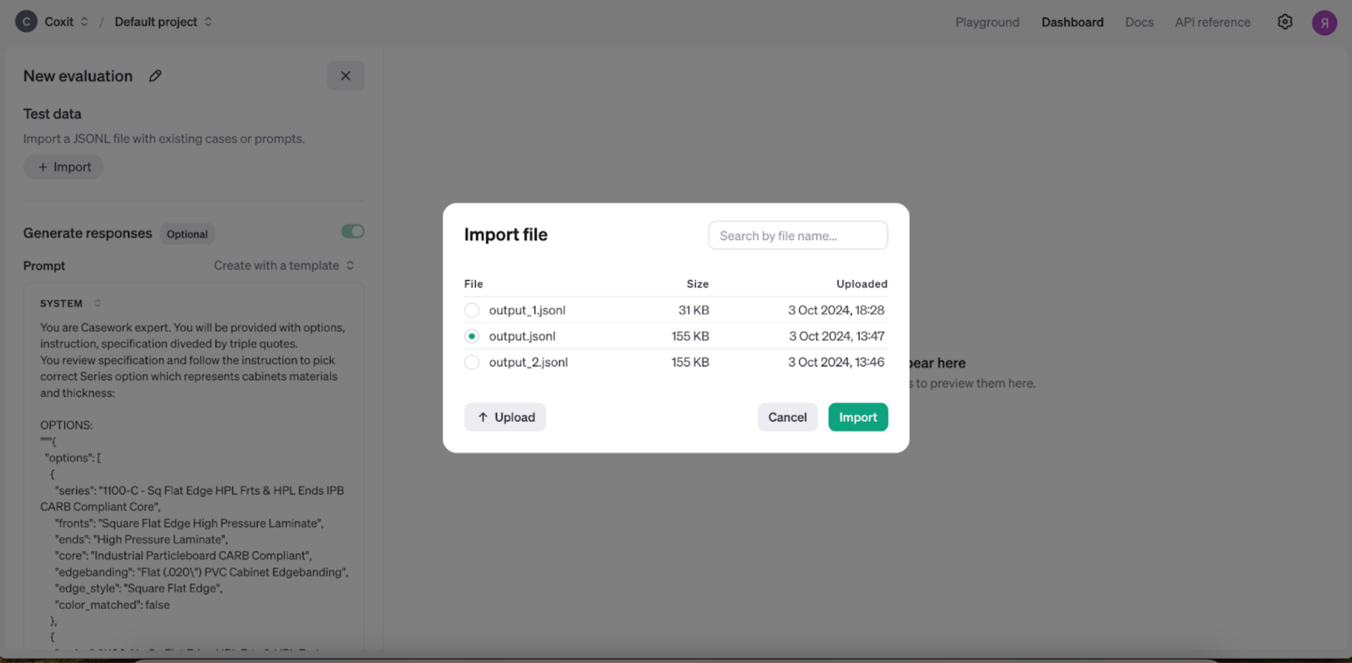 C Coxit / Default project
Playground Dashboard Docs API reference Я
New evaluation
Test data
Import a JSONL file with existing cases or prompts.
+ Import
Generate responses Optional
Prompt Create with a template
SYSTEM
You are Casework expert. You will be provided with options,
instruction, specification diveded by triple quotes.
You review specification and follow the instruction to pick
correct Series option which represents cabinets materials
and thickness:
OPTIONS:
"""{
"options": [
{
"series": "1100-C - Sq Flat Edge HPL Frts & HPL Ends IPB
CARB Compliant Core",
"fronts": "Square Flat Edge High Pressure Laminate",
"ends": "High Pressure Laminate",
"core": "Industrial Particleboard CARB Compliant",
"edgebanding": "Flat (.020\") PVC Cabinet Edgebanding",
"edge_style": "Square Flat Edge",
"color_matched": false
},
{
Import file
Search by file name...
File Size Uploaded
output_1.jsonl 31 KB 3 Oct 2024, 18:28
output.jsonl 155 KB 3 Oct 2024, 13:47
output_2.jsonl 155 KB 3 Oct 2024, 13:46
↑ Upload Cancel Import
pear here
s to preview them here.